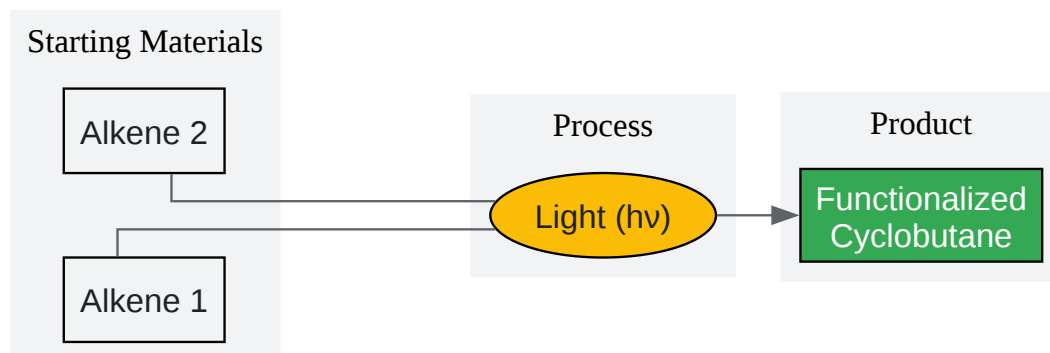 Starting Materials
Alkene 2
Alkene 1
Process
Light (hν)
Product
Functionalized
Cyclobutane